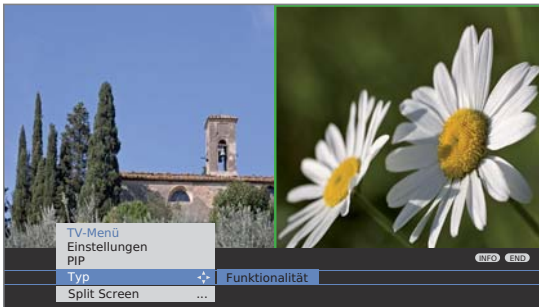 INFO END
TV-Menü
Einstellungen
PIP
Typ Funktionalität
Split Screen ...